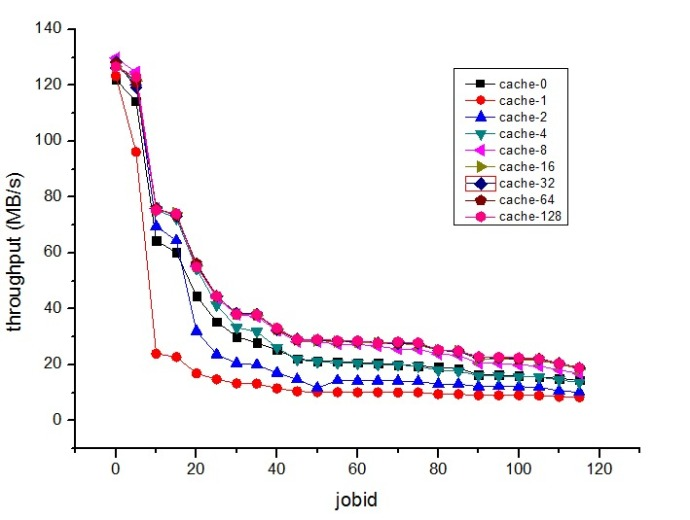 140
120
100
80
60
40
20
0
throughput (MB/s)
cache-0
cache-1
cache-2
cache-4
cache-8
cache-16
cache-32
cache-64
cache-128
0 20 40 60 80 100 120
jobid